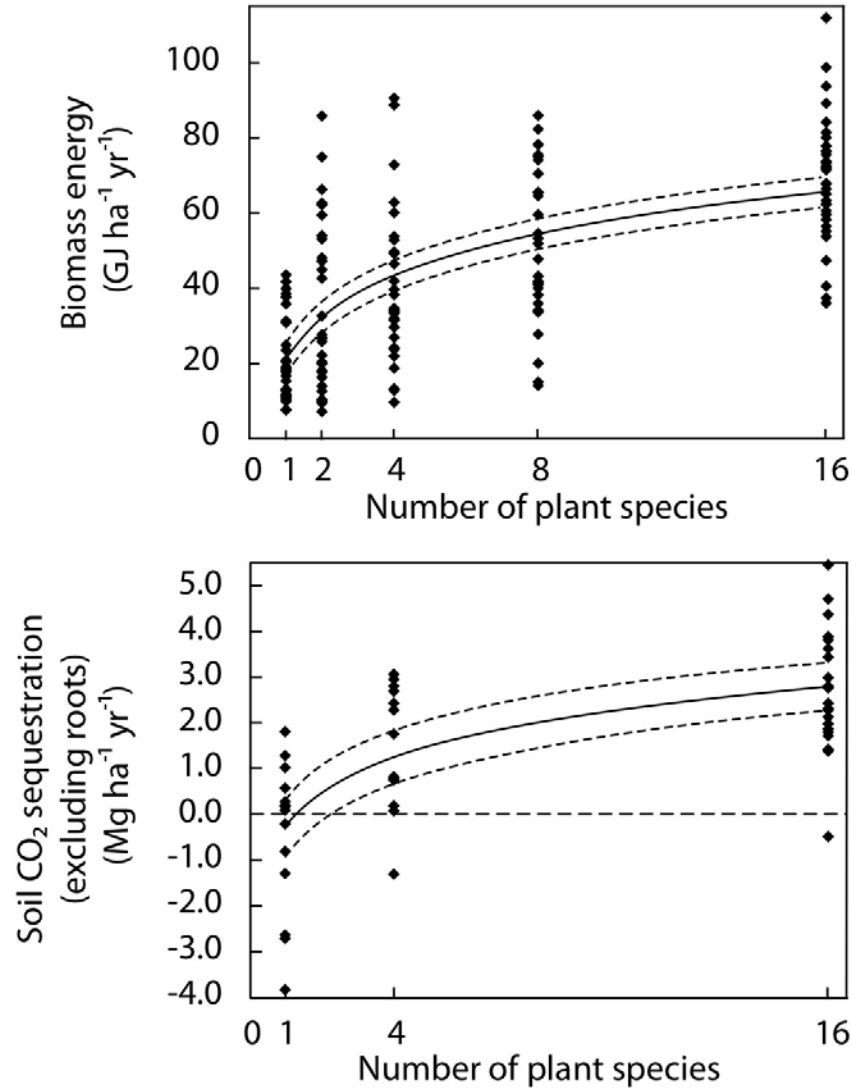 Biomass energy
(GJ ha⁻¹ yr⁻¹)
100
80
60
40
20
0
0 1 2 4 8 16
Number of plant species
Soil CO₂ sequestration
(excluding roots)
(Mg ha⁻¹ yr⁻¹)
5.0
4.0
3.0
2.0
1.0
0.0
-1.0
-2.0
-3.0
-4.0
0 1 4 16
Number of plant species